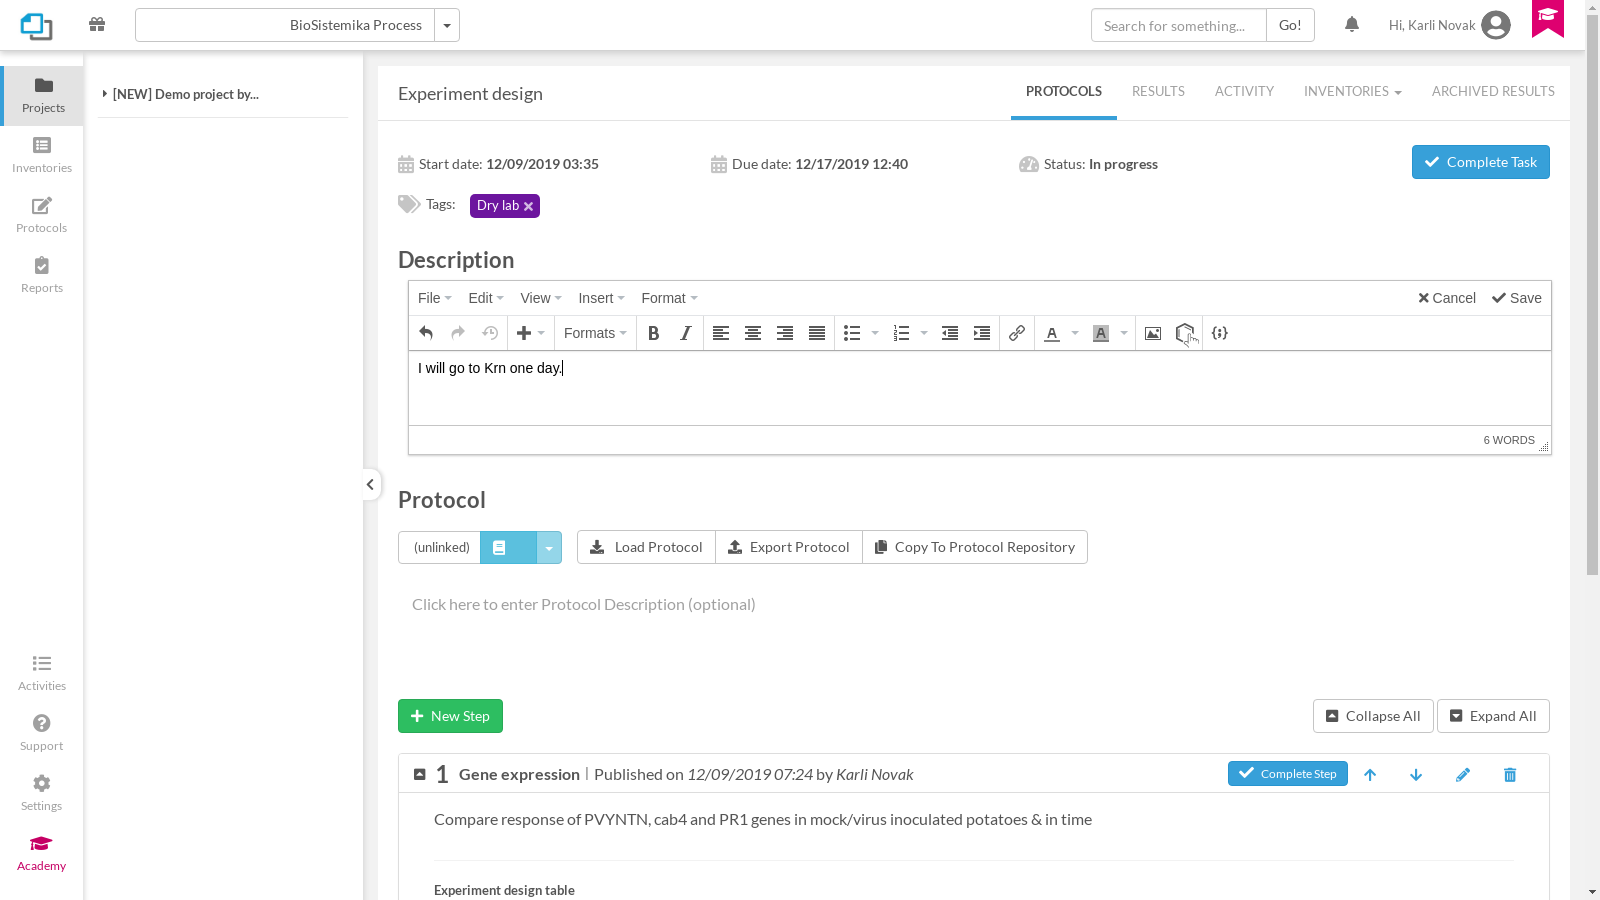 BioSistemika Process
Search for something...
Go!
Hi, Karli Novak
Projects
Inventories
Protocols
Reports
Activities
Support
Settings
Academy
[NEW] Demo project by...
Experiment design
PROTOCOLS
RESULTS
ACTIVITY
INVENTORIES
ARCHIVED RESULTS
Start date: 12/09/2019 03:35
Due date: 12/17/2019 12:40
Status: In progress
Complete Task
Tags:
Dry lab
Description
File
Edit
View
Insert
Format
Cancel
Save
Formats
B
I
A
A
I will go to Krn one day.
6 WORDS
Protocol
(unlinked)
Load Protocol
Export Protocol
Copy To Protocol Repository
Click here to enter Protocol Description (optional)
New Step
Collapse All
Expand All
1 Gene expression | Published on 12/09/2019 07:24 by Karli Novak
Complete Step
Compare response of PVYNTN, cab4 and PR1 genes in mock/virus inoculated potatoes & in time
Experiment design table